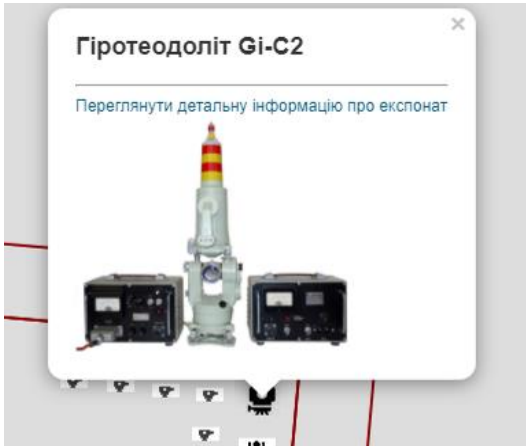 Гіротеодоліт Gi-C2
×
Переглянути детальну інформацію про експонат